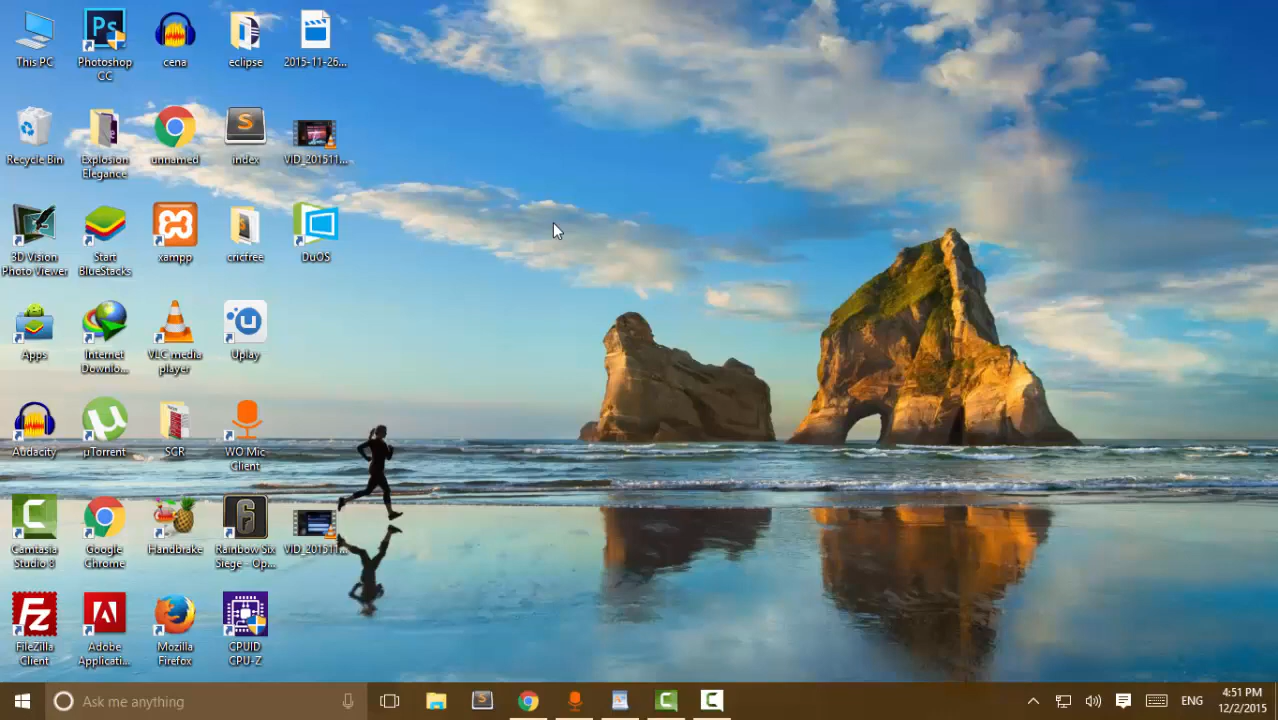 This PC
Photoshop
CC
cena
eclipse
2015-11-26...
Recycle Bin
Explosion
Elegance
unnamed
index
VID_201511...
3D Vision
Photo Viewer
Start
BlueStacks
xampp
cricfree
DuOS
Apps
Internet
Downlo...
VLC media
player
Uplay
Audacity
µTorrent
SCR
WO Mic
Client
Camtasia
Studio 8
Google
Chrome
Handbrake
Rainbow Six
Siege - Op...
VID_201511...
FileZilla
Client
Adobe
Applicati...
Mozilla
Firefox
CPUID
CPU-Z
Ask me anything
ENG
4:51 PM
12/2/2015